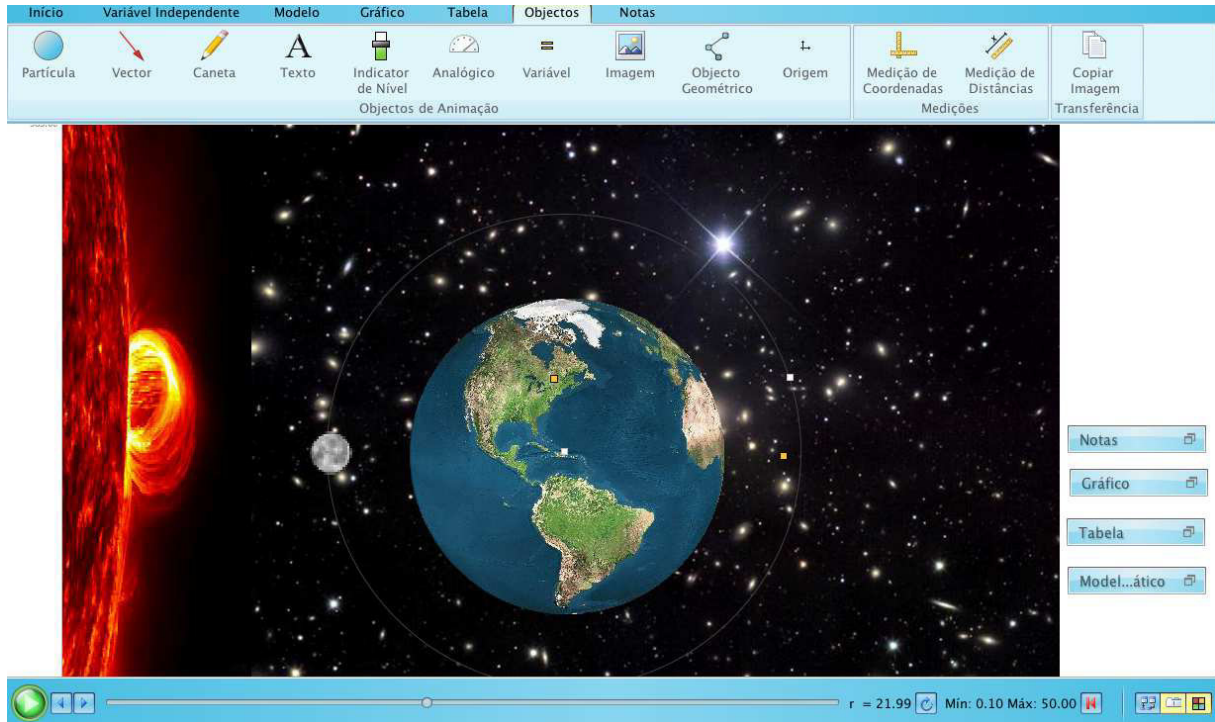 Início Variável Independente Modelo Gráfico Tabela Objectos Notas
Partícula Vector Caneta Texto Indicator de Nível Analógico Variável Imagem Objecto Geométrico Origem Medição de Coordenadas Medição de Distâncias Copiar Imagem
Objectos de Animação Medições Transferência
Notas
Gráfico
Tabela
Model...ático
r = 21.99 Mín: 0.10 Máx: 50.00